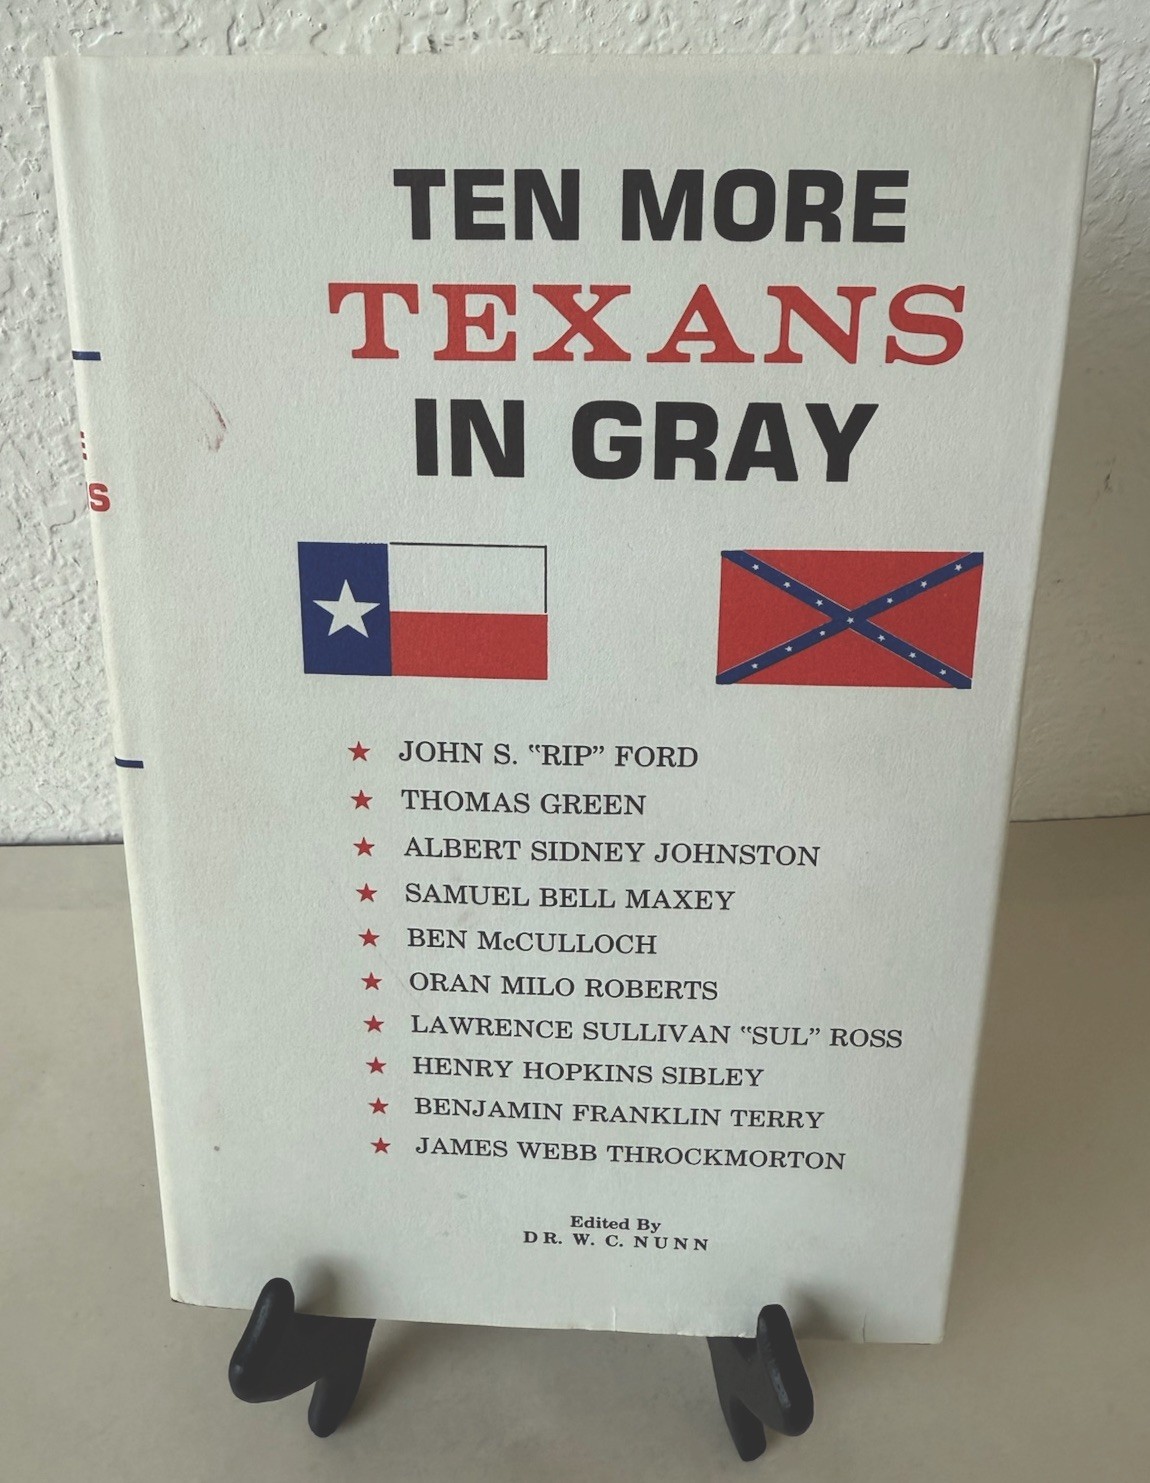 TEN MORE
TEXANS
IN GRAY
JOHN S. "RIP" FORD
THOMAS GREEN
ALBERT SIDNEY JOHNSTON
SAMUEL BELL MAXEY
BEN McCULLOCH
ORAN MILO ROBERTS
LAWRENCE SULLIVAN "SUL" ROSS
HENRY HOPKINS SIBLEY
BENJAMIN FRANKLIN TERRY
JAMES WEBB THROCKMORTON
Edited By
DR. W. C. NUNN